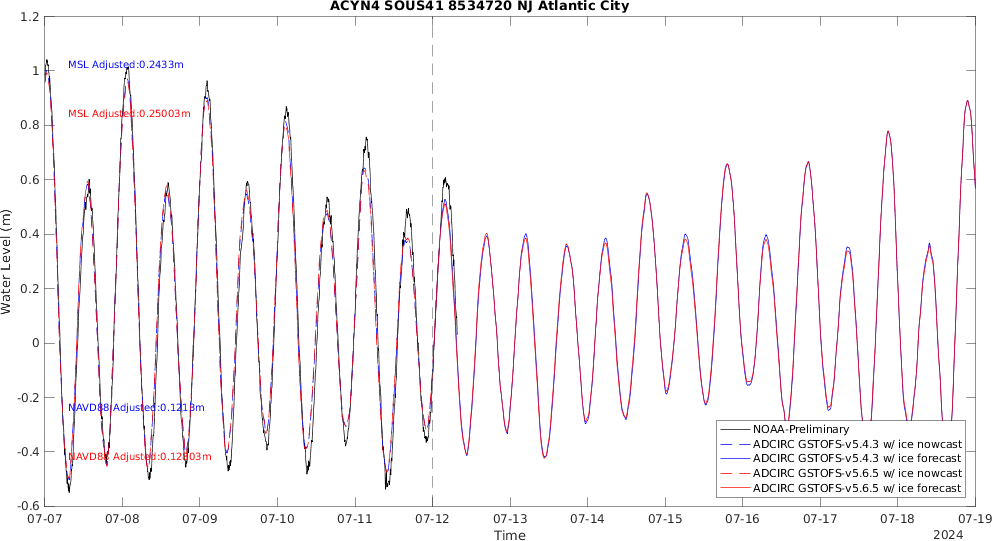 ACYN4 SOUS41 8534720 NJ Atlantic City
1.2
1
0.8
0.6
0.4
0.2
0
-0.2
-0.4
-0.6
Water Level (m)
MSL Adjusted:0.2433m
MSL Adjusted:0.25003m
NAVD88 Adjusted:0.1213m
NAVD88 Adjusted:0.12803m
NOAA-Preliminary
ADCIRC GSTOFS-v5.4.3 w/ ice nowcast
ADCIRC GSTOFS-v5.4.3 w/ ice forecast
ADCIRC GSTOFS-v5.6.5 w/ ice nowcast
ADCIRC GSTOFS-v5.6.5 w/ ice forecast
07-07 07-08 07-09 07-10 07-11 07-12 07-13 07-14 07-15 07-16 07-17 07-18 07-19
Time
2024